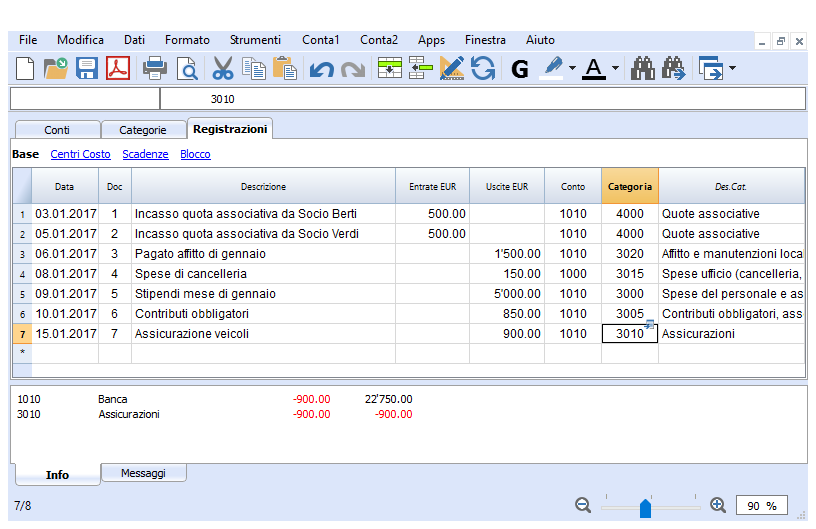 File Modifica Dati Formato Strumenti Conta1 Conta2 Apps Finestra Aiuto
G A
3010
Conti Categorie Registrazioni
Base Centri Costo Scadenze Blocco
Data Doc Descrizione Entrate EUR Uscite EUR Conto Categoria Des.Cat.
1 03.01.2017 1 Incasso quota associativa da Socio Berti 500.00 1010 4000 Quote associative
2 05.01.2017 2 Incasso quota associativa da Socio Verdi 500.00 1010 4000 Quote associative
3 06.01.2017 3 Pagato affitto di gennaio 1'500.00 1010 3020 Affitto e manutenzioni loca
4 08.01.2017 4 Spese di cancelleria 150.00 1000 3015 Spese ufficio (cancelleria,
5 09.01.2017 5 Stipendi mese di gennaio 5'000.00 1010 3000 Spese del personale e as
6 10.01.2017 6 Contributi obbligatori 850.00 1010 3005 Contributi obbligatori, ass
7 15.01.2017 7 Assicurazione veicoli 900.00 1010 3010 Assicurazioni
*
1010 Banca -900.00 22'750.00
3010 Assicurazioni -900.00 -900.00
Info Messaggi
7/8 90 %